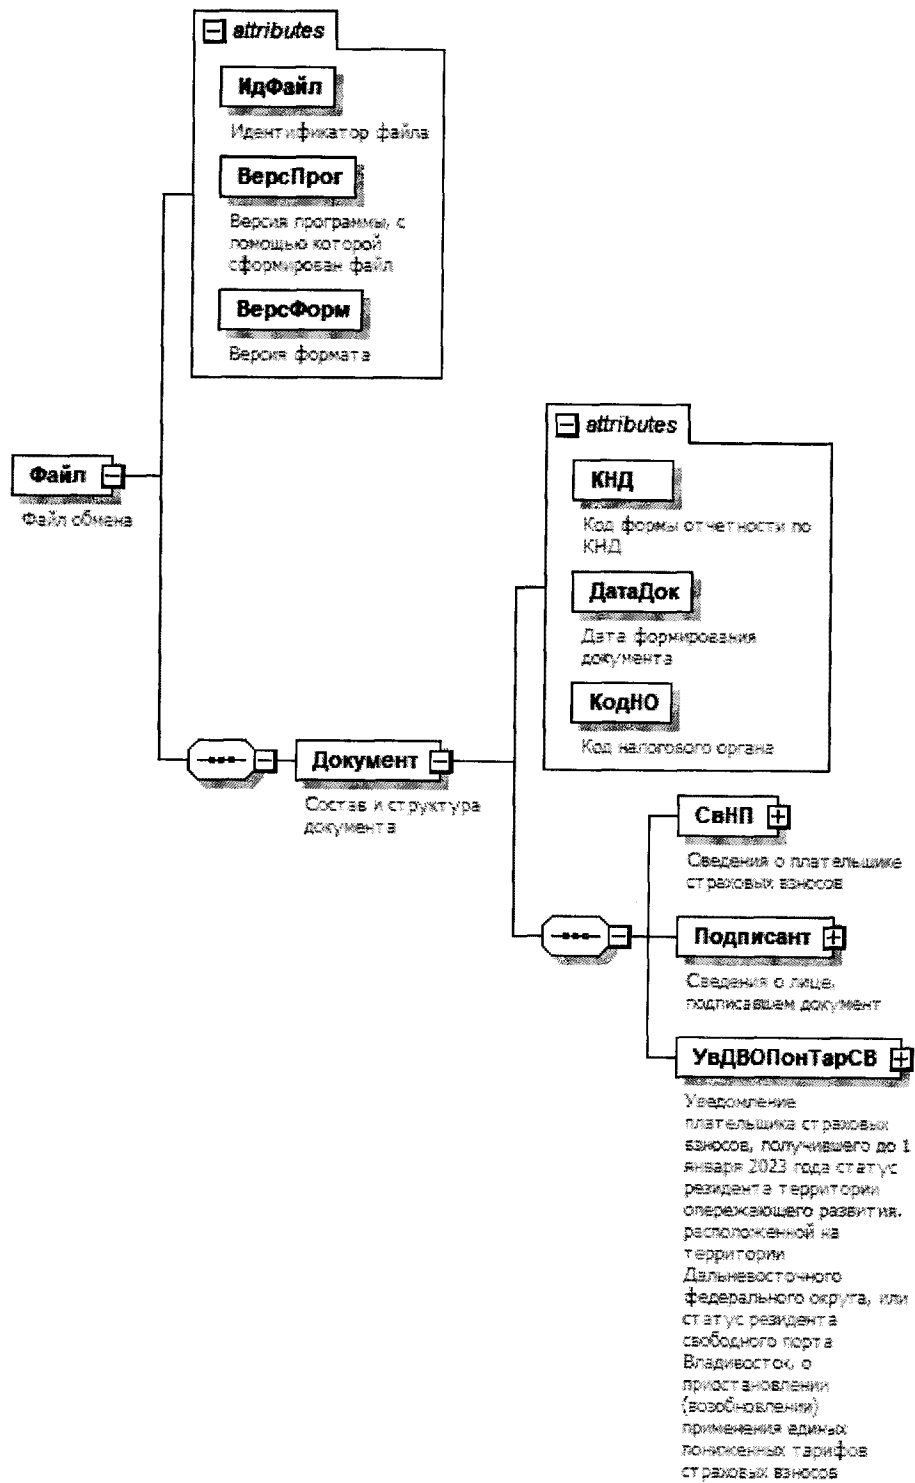 attributes
ИдФайл
Идентификатор файла
ВерсПрог
Версия программы, с
помощью которой
сформирован файл
ВерсФорм
Версия формата
Файл
Файл обмена
attributes
КНД
Код формы отчетности по
КНД
ДатаДок
Дата формирования
документа
КодНО
Код налогового органа
Документ
Состав и структура
документа
СвНП
Сведения о плательщике
страховых взносов
Подписант
Сведения о лице,
подписавшем документ
УвДВОПонТарСВ
Уведомление
плательщика страховых
взносов, получившего до 1
января 2023 года статус
резидента территории
опережающего развития,
расположенной на
территории
Дальневосточного
федерального округа, или
статус резидента
свободного порта
Владивосток, о
приостановлении
(возобновлении)
применения единых
пониженных тарифов
страховых взносов